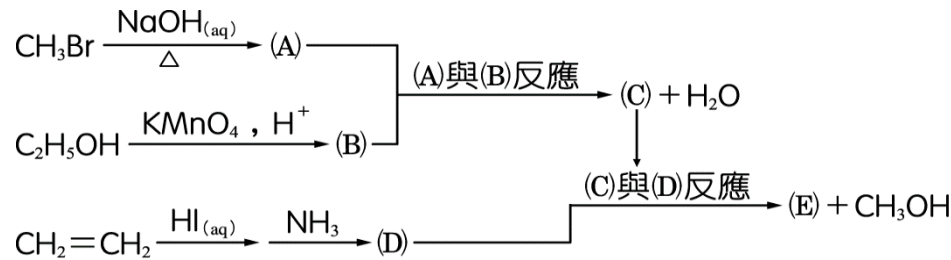 CH₃Br NaOH(aq) △ (A)
(A)與(B)反應 (C) + H₂O
C₂H₅OH KMnO₄ , H⁺ (B)
(C)與(D)反應 (E) + CH₃OH
CH₂=CH₂ HI(aq) NH₃ (D)